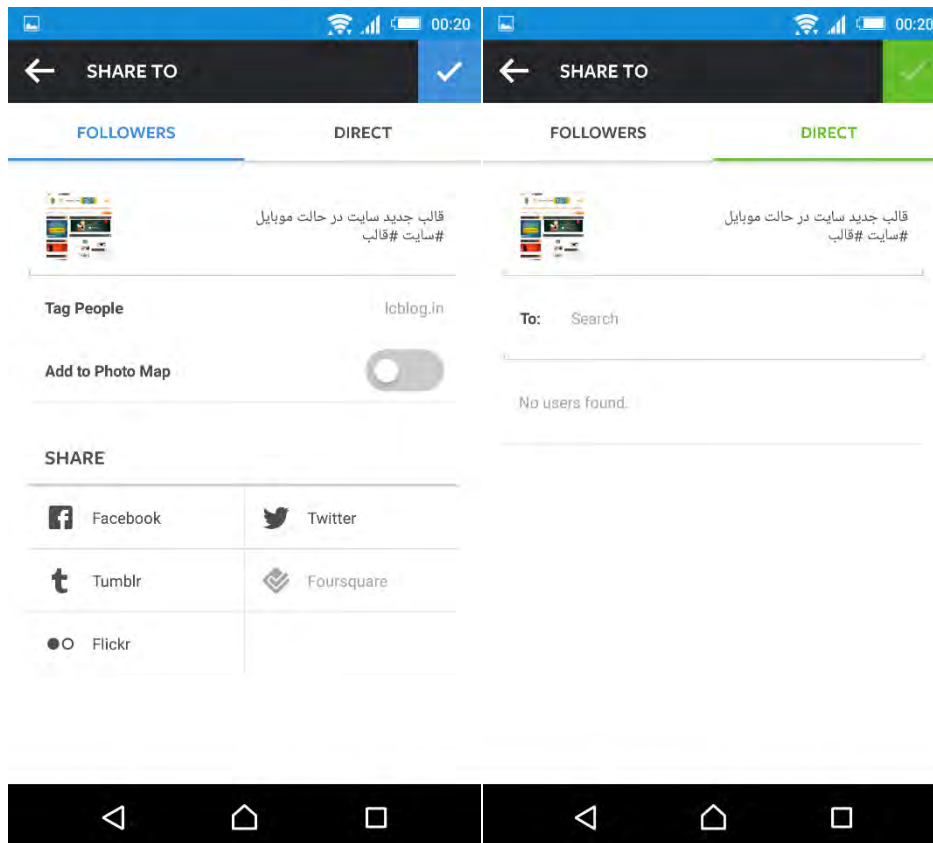 00:20
SHARE TO
FOLLOWERS DIRECT
قالب جدید سایت در حالت موبایل
#سایت #قالب
Tag People lcblog.in
Add to Photo Map
SHARE
Facebook Twitter
Tumblr Foursquare
Flickr
00:20
SHARE TO
FOLLOWERS DIRECT
قالب جدید سایت در حالت موبایل
#سایت #قالب
To: Search
No users found.